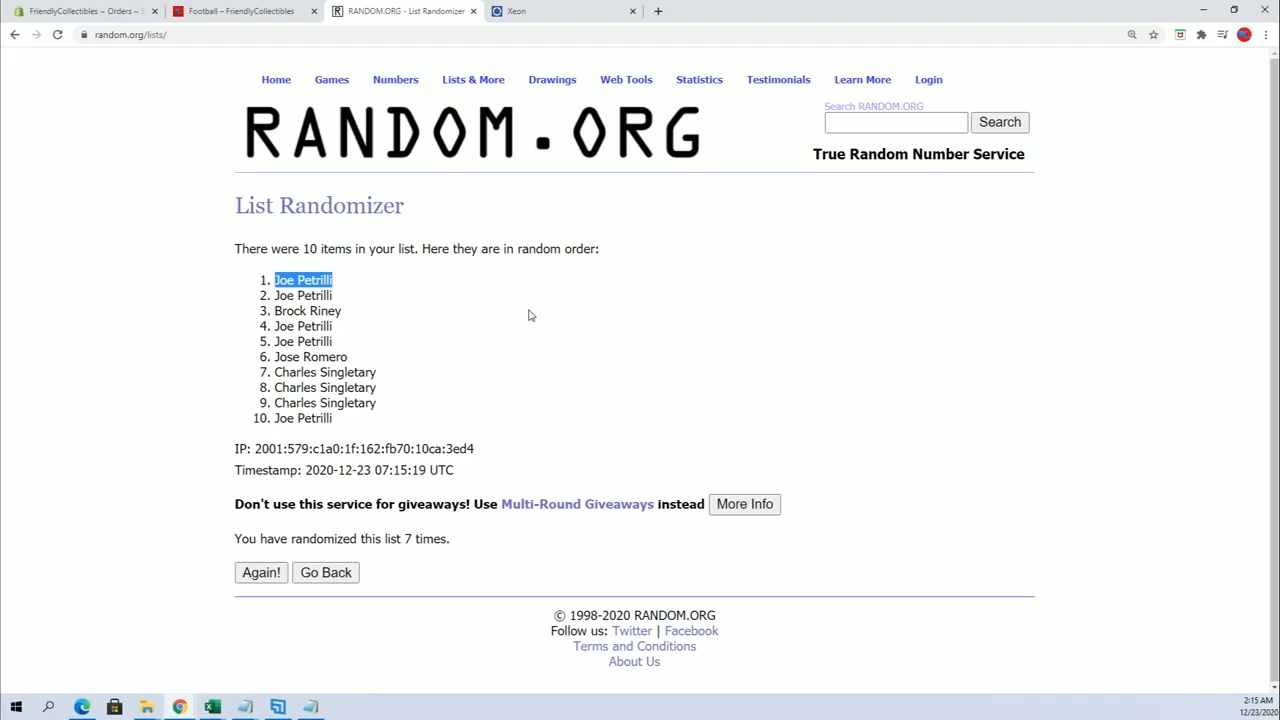 FriendlyCollectibles ~ Orders ~ S
Football – FriendlyCollectibles
RANDOM.ORG - List Randomizer
Xeon
random.org/lists/
Home Games Numbers Lists & More Drawings Web Tools Statistics Testimonials Learn More Login
RANDOM.ORG
Search RANDOM.ORG
Search
True Random Number Service
List Randomizer
There were 10 items in your list. Here they are in random order:
1. Joe Petrilli
2. Joe Petrilli
3. Brock Riney
4. Joe Petrilli
5. Joe Petrilli
6. Jose Romero
7. Charles Singletary
8. Charles Singletary
9. Charles Singletary
10. Joe Petrilli
IP: 2001:579:c1a0:1f:162:fb70:10ca:3ed4
Timestamp: 2020-12-23 07:15:19 UTC
Don't use this service for giveaways! Use Multi-Round Giveaways instead More Info
You have randomized this list 7 times.
Again! Go Back
© 1998-2020 RANDOM.ORG
Follow us: Twitter | Facebook
Terms and Conditions
About Us
2:15 AM
12/23/2020